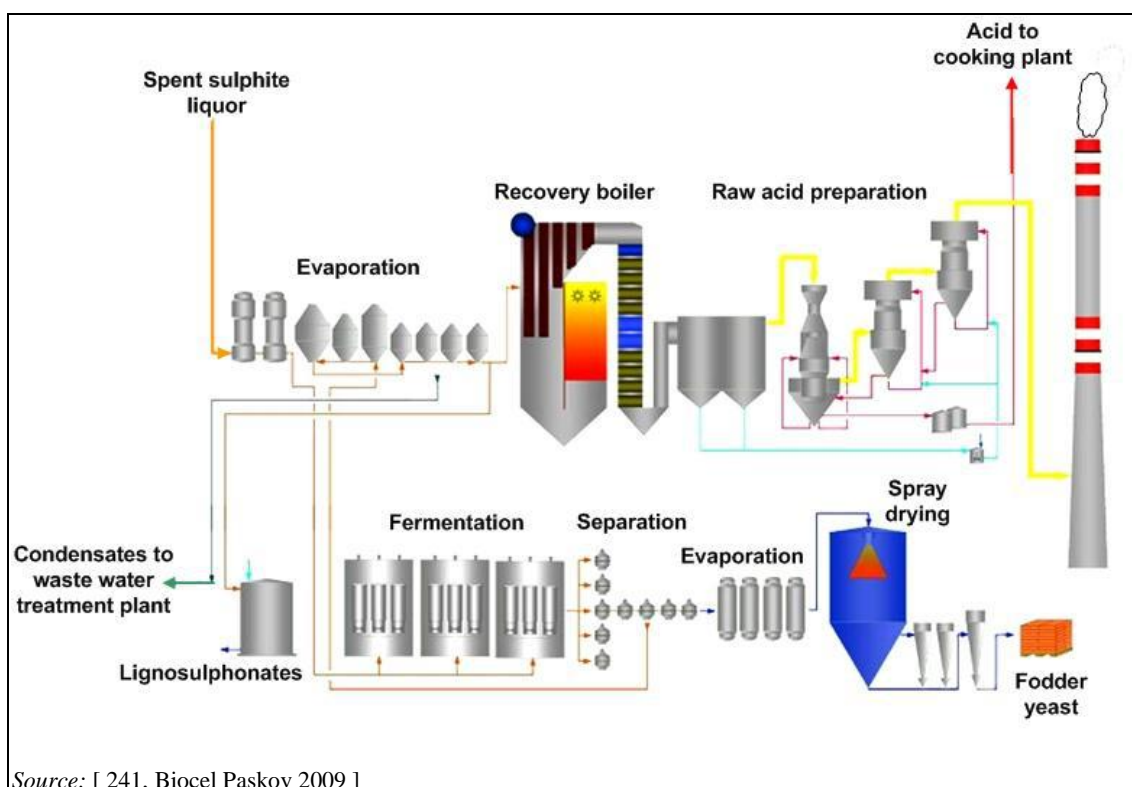 Acid to
cooking plant
Spent sulphite
liquor
Recovery boiler
Raw acid preparation
Evaporation
Spray
drying
Fermentation
Separation
Evaporation
Condensates to
waste water
treatment plant
Lignosulphonates
Fodder
yeast
Source: [ 241, Biocel Paskov 2009 ]